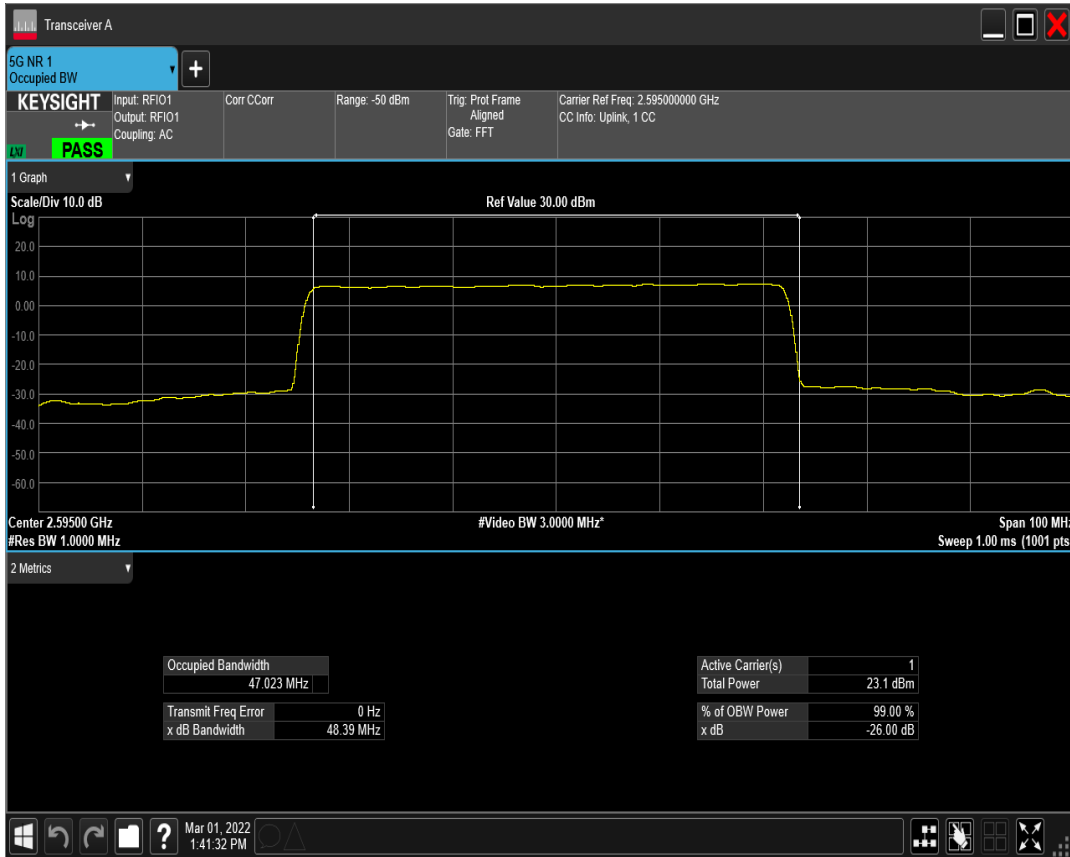 Transceiver A
5G NR 1
Occupied BW
KEYSIGHT
LXI
PASS
Input: RFIO1
Output: RFIO1
Coupling: AC
Corr CCorr
Range: -50 dBm
Trig: Prot Frame
Aligned
Gate: FFT
Carrier Ref Freq: 2.595000000 GHz
CC Info: Uplink, 1 CC
1 Graph
Scale/Div 10.0 dB
Ref Value 30.00 dBm
Log
20.0
10.0
0.00
-10.0
-20.0
-30.0
-40.0
-50.0
-60.0
Center 2.59500 GHz
#Video BW 3.0000 MHz*
Span 100 MHz
#Res BW 1.0000 MHz
Sweep 1.00 ms (1001 pts
2 Metrics
Occupied Bandwidth
47.023 MHz
Transmit Freq Error 0 Hz
x dB Bandwidth 48.39 MHz
Active Carrier(s) 1
Total Power 23.1 dBm
% of OBW Power 99.00 %
x dB -26.00 dB
?
Mar 01, 2022
1:41:32 PM